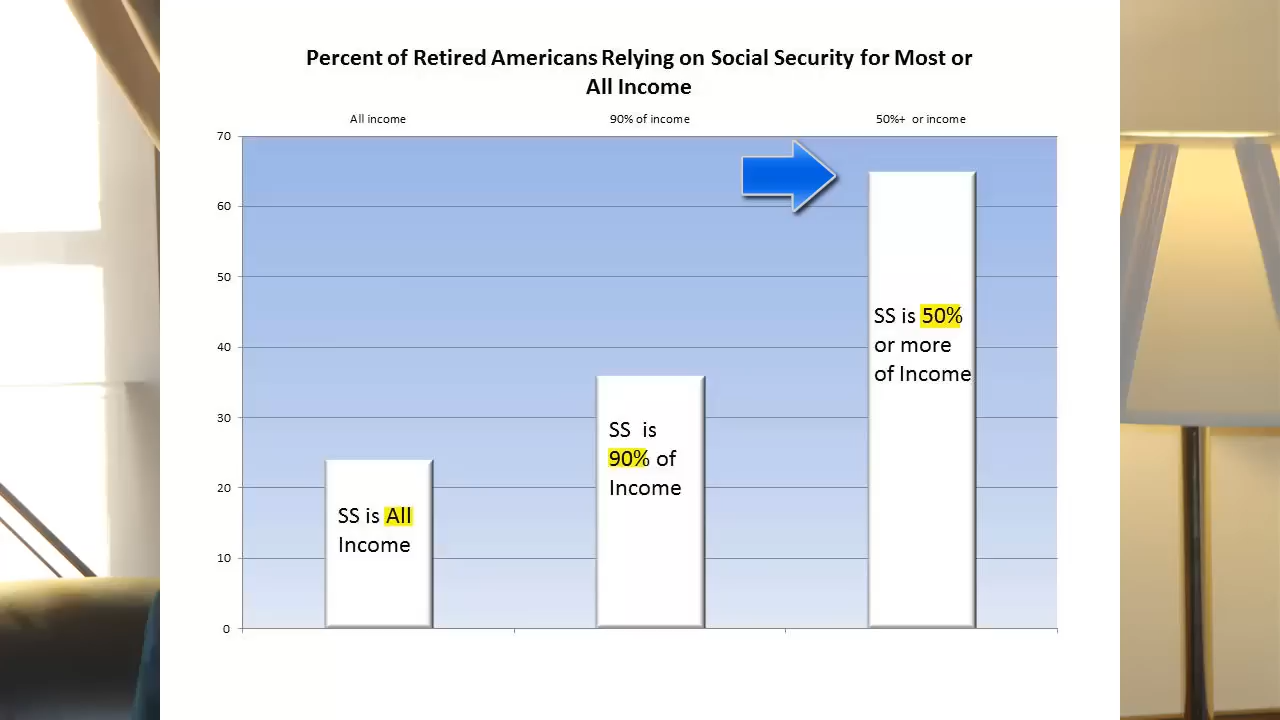 Percent of Retired Americans Relying on Social Security for Most or
All Income
All income
90% of income
50%+ or income
70
60
50
40
30
20
10
0
SS is All
Income
SS is
90% of
Income
SS is 50%
or more
of Income